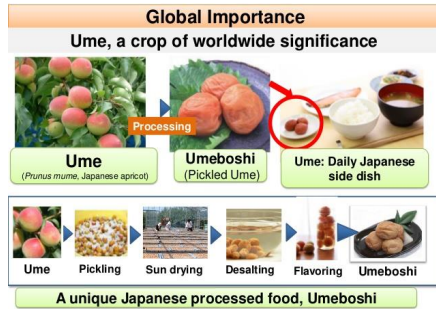 Global Importance
Ume, a crop of worldwide significance
Processing
Ume
(Prunus mume, Japanese apricot)
Umeboshi
(Pickled Ume)
Ume: Daily Japanese
side dish
Ume
Pickling
Sun drying
Desalting
Flavoring
Umeboshi
A unique Japanese processed food, Umeboshi